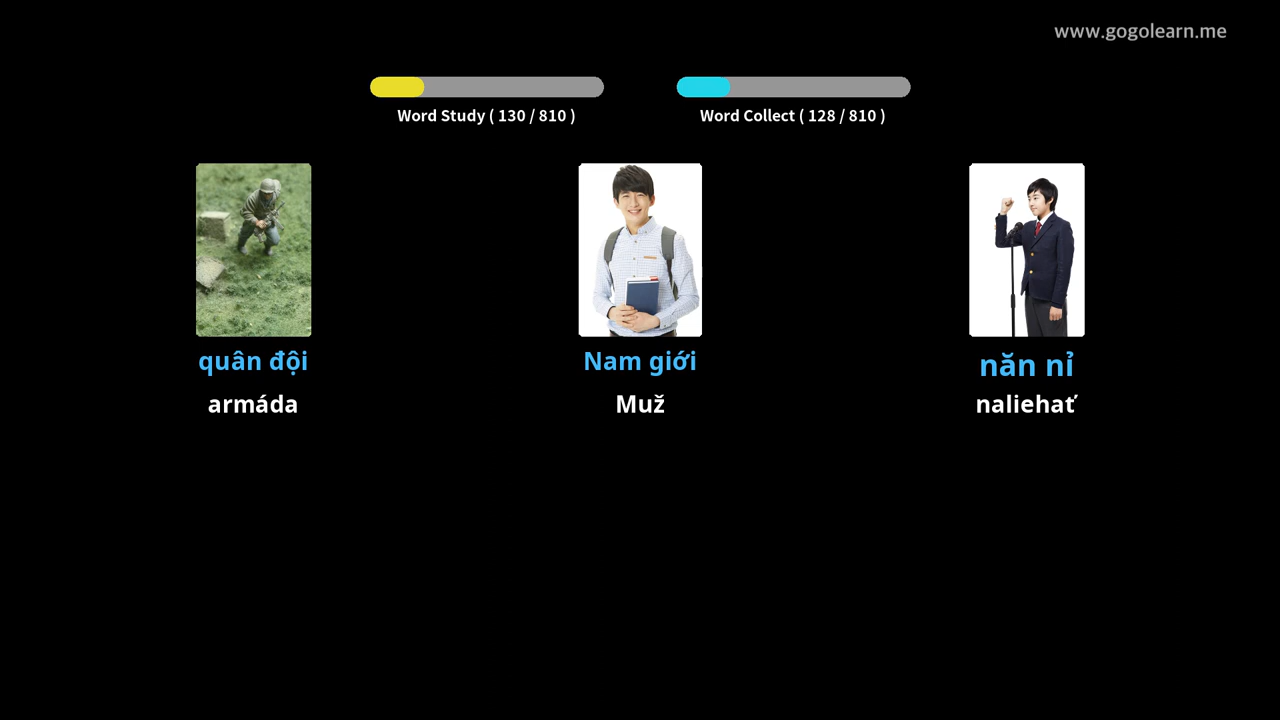 www.gogolearn.me
Word Study ( 130 / 810 )
Word Collect ( 128 / 810 )
quân đội
armáda
Nam giới
Muž
năn nỉ
naliehať